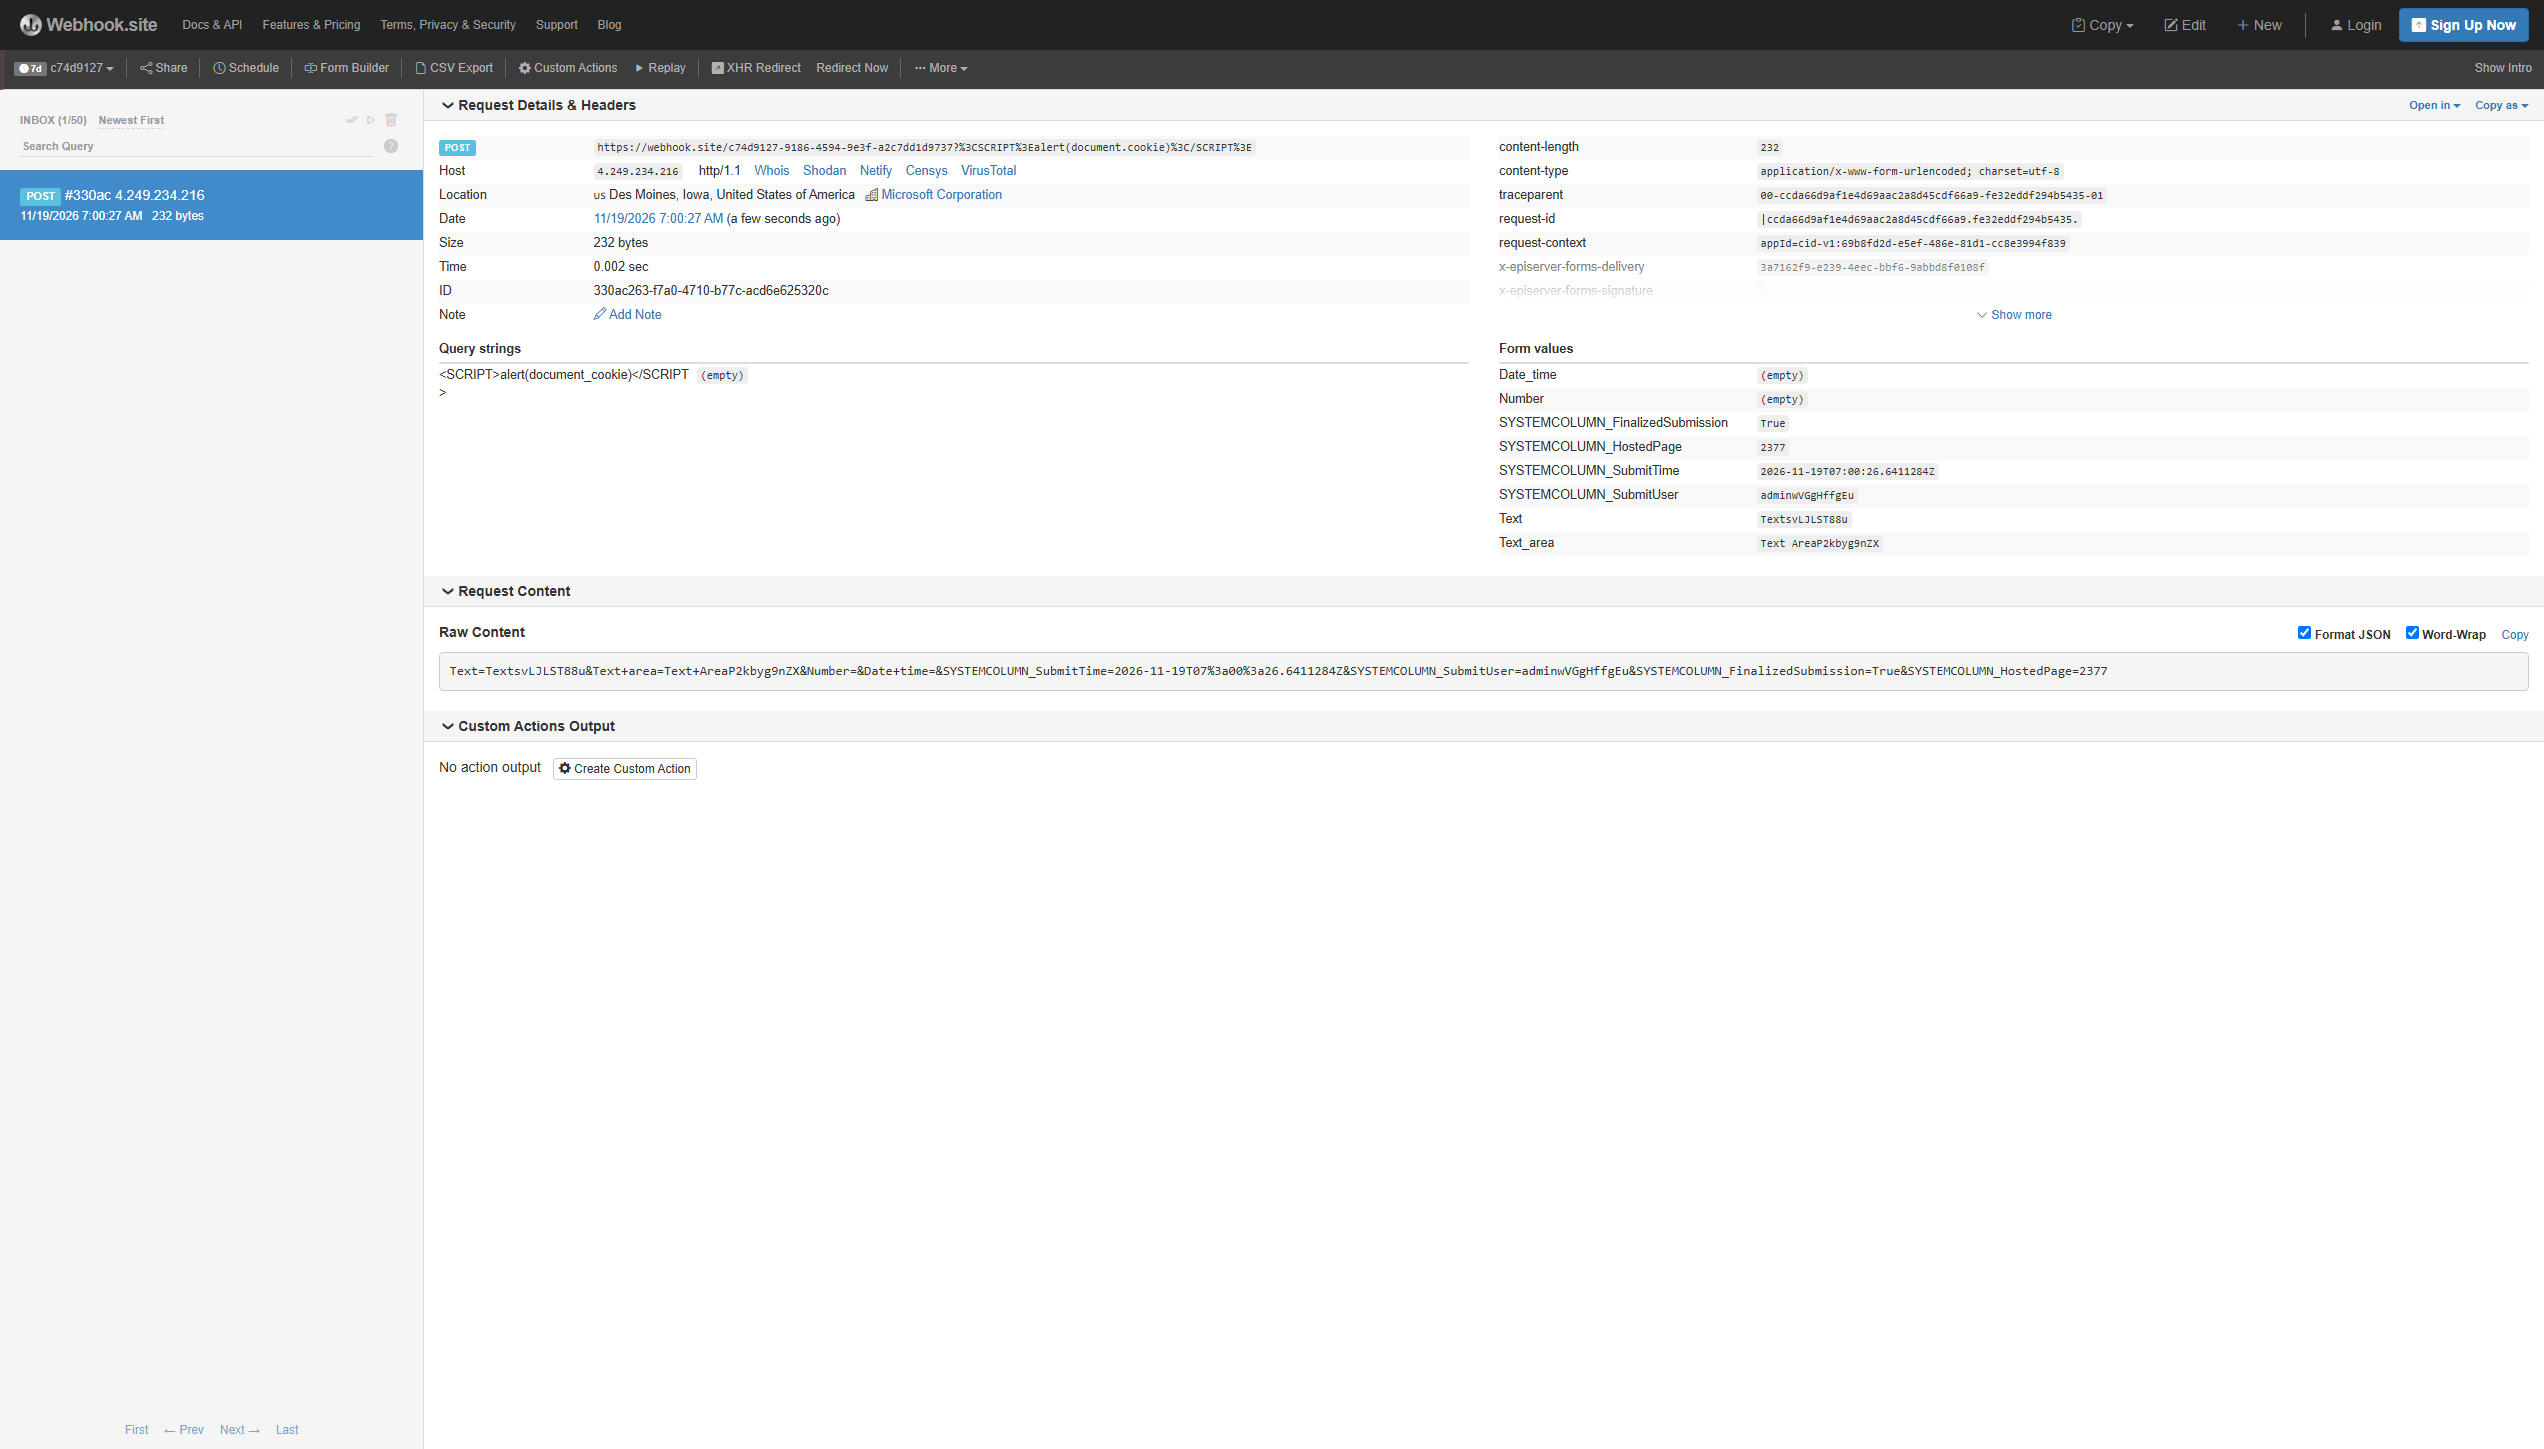 Webhook.site Docs & API Features & Pricing Terms, Privacy & Security Support Blog Copy Edit + New Login Sign Up Now
7d c74d9127 Share Schedule Form Builder CSV Export Custom Actions Replay XHR Redirect Redirect Now ··· More Show Intro
INBOX (1/50) Newest First
Search Query ?
POST #330ac 4.249.234.216
11/19/2026 7:00:27 AM 232 bytes
First ← Prev Next → Last
Request Details & Headers Open in Copy as
POST https://webhook.site/c74d9127-9186-4594-9e3f-a2c7dd1d9737?%3CSCRIPT%3Ealert(document.cookie)%3C/SCRIPT%3E
Host 4.249.234.216 http/1.1 Whois Shodan Netify Censys VirusTotal
Location US Des Moines, Iowa, United States of America Microsoft Corporation
Date 11/19/2026 7:00:27 AM (a few seconds ago)
Size 232 bytes
Time 0.002 sec
ID 330ac263-f7a0-4710-b77c-acd6e625320c
Note Add Note
content-length 232
content-type application/x-www-form-urlencoded; charset=utf-8
traceparent 00-ccda66d9af1e4d69aac2a8d45cdf66a9-fe32eddf294b5435-01
request-id |ccda66d9af1e4d69aac2a8d45cdf66a9.fe32eddf294b5435.
request-context appId=cid-v1:69b8fd2d-e5ef-486e-81d1-cc8e3994f839
x-episerver-forms-delivery 3a7162f9-e239-4eec-bbf6-9abbd8f0108f
x-episerver-forms-signature
Show more
Query strings
<SCRIPT>alert(document_cookie)</SCRIPT (empty)
>
Form values
Date_time (empty)
Number (empty)
SYSTEMCOLUMN_FinalizedSubmission True
SYSTEMCOLUMN_HostedPage 2377
SYSTEMCOLUMN_SubmitTime 2026-11-19T07:00:26.6411284Z
SYSTEMCOLUMN_SubmitUser adminwVGgHffgEu
Text TextsvLJLST88u
Text_area Text AreaP2kbyg9nZX
Request Content
Raw Content Format JSON Word-Wrap Copy
Text=TextsvLJLST88u&Text+area=Text+AreaP2kbyg9nZX&Number=&Date+time=&SYSTEMCOLUMN_SubmitTime=2026-11-19T07%3a00%3a26.6411284Z&SYSTEMCOLUMN_SubmitUser=adminwVGgHffgEu&SYSTEMCOLUMN_FinalizedSubmission=True&SYSTEMCOLUMN_HostedPage=2377
Custom Actions Output
No action output Create Custom Action